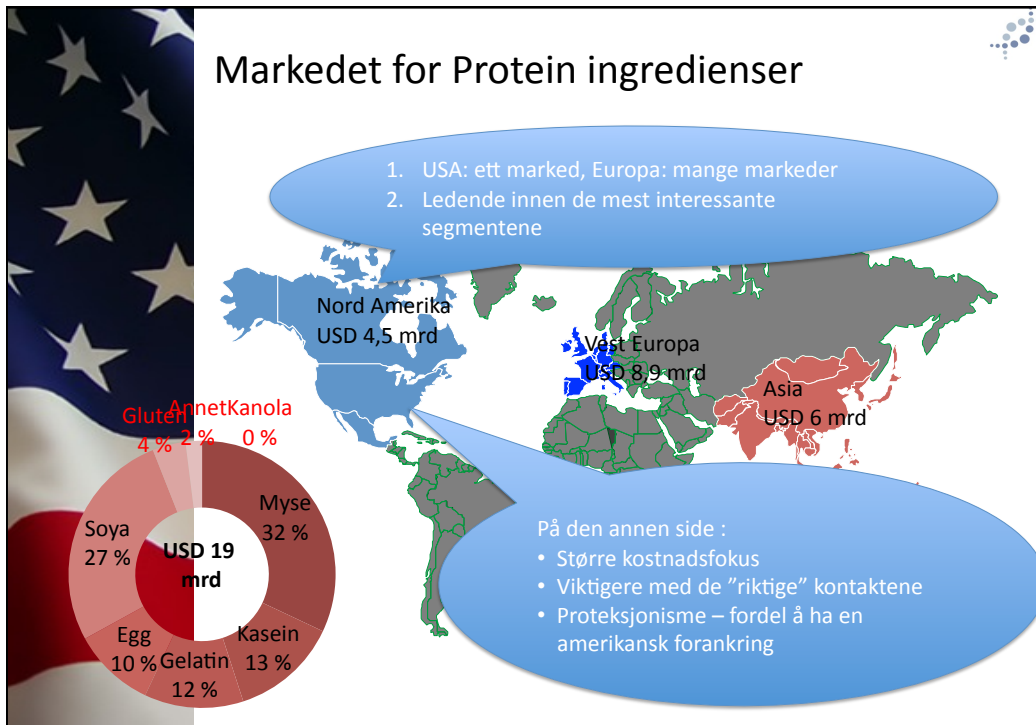 Markedet for Protein ingredienser
1. USA: ett marked, Europa: mange markeder
2. Ledende innen de mest interessante
segmentene
Nord Amerika
USD 4,5 mrd
Vest Europa
USD 8,9 mrd
Asia
USD 6 mrd
Gluten
4 %
Annet
2 %
Kanola
0 %
Myse
32 %
Soya
27 %
USD 19
mrd
Egg
10 %
Gelatin
12 %
Kasein
13 %
På den annen side :
• Større kostnadsfokus
• Viktigere med de ”riktige” kontaktene
• Proteksjonisme – fordel å ha en
amerikansk forankring